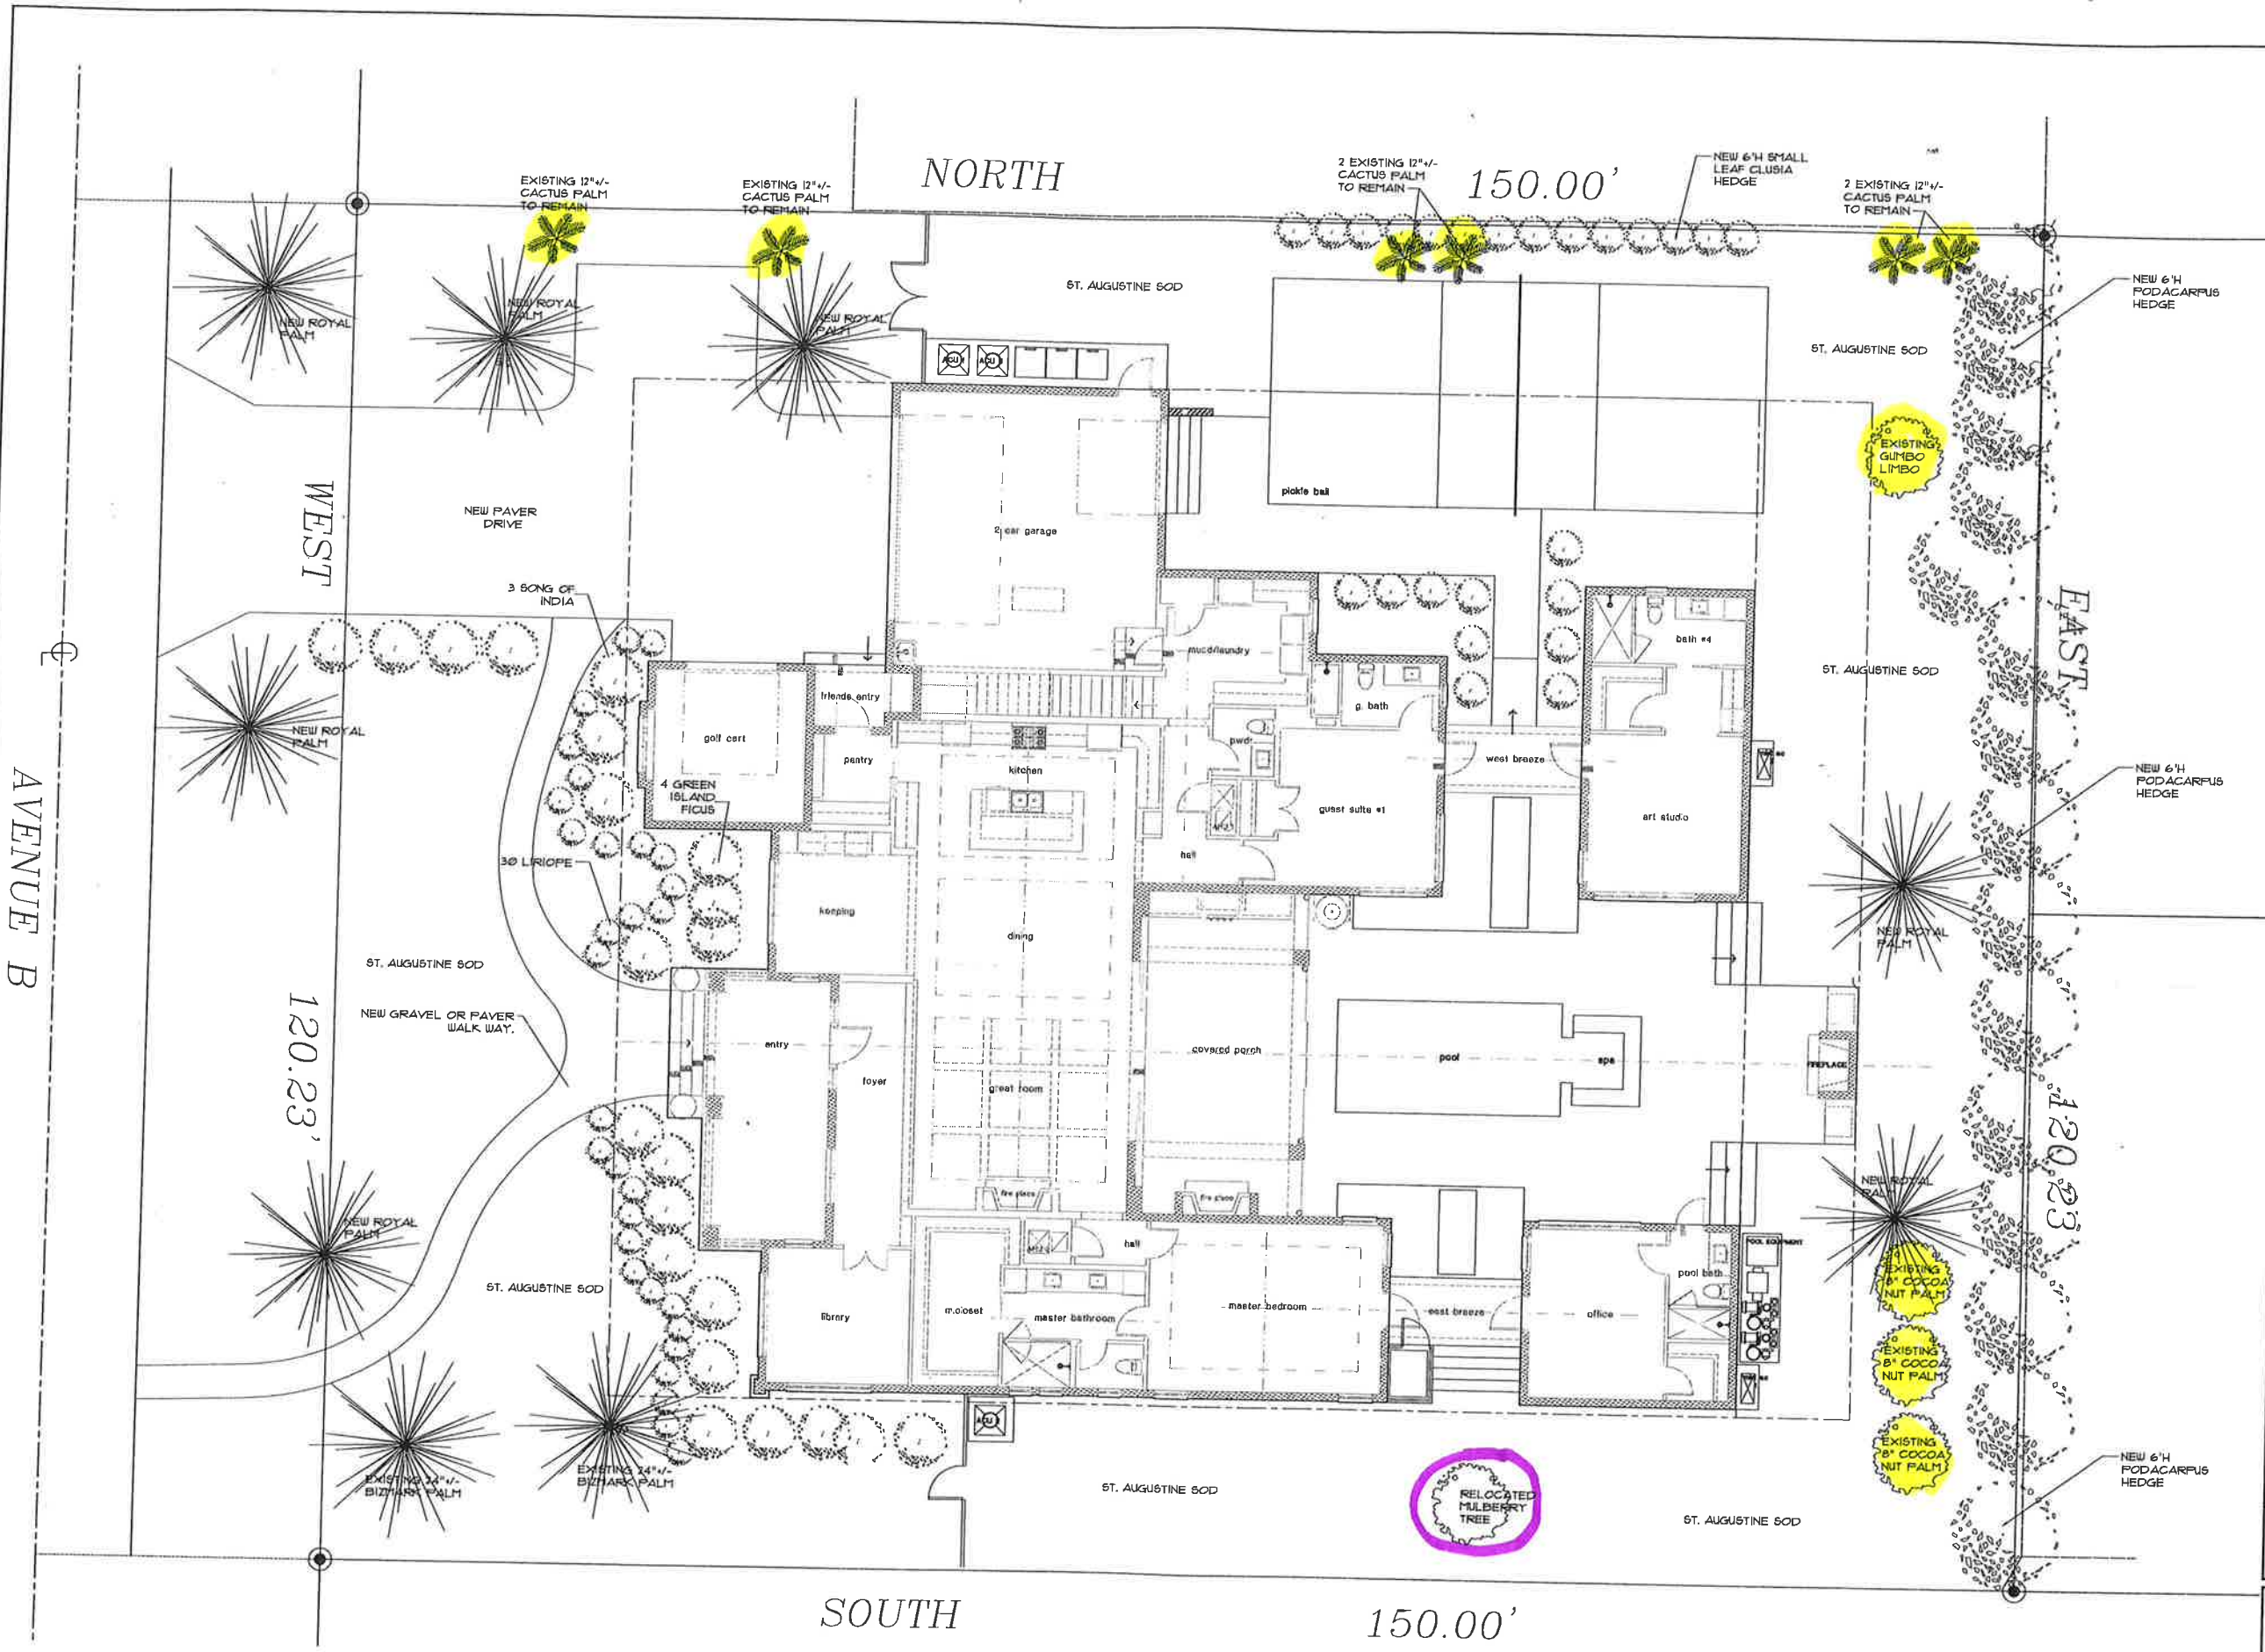 NORTH
150.00'
EXISTING 12"+/-
CACTUS PALM
TO REMAIN
EXISTING 12"+/-
CACTUS PALM
TO REMAIN
2 EXISTING 12"+/-
CACTUS PALM
TO REMAIN
NEW 6'H SMALL
LEAF CLUSIA
HEDGE
2 EXISTING 12"+/-
CACTUS PALM
TO REMAIN
NEW 6'H
PODACARPUS
HEDGE
NEW ROYAL
PALM
NEW ROYAL
PALM
NEW ROYAL
PALM
ST. AUGUSTINE SOD
ST. AUGUSTINE SOD
ACU
ACU
EXISTING
GUMBO
LIMBO
pickle ball
2 car garage
WEST
NEW PAVER
DRIVE
3 SONG OF
INDIA
EAST
bath #4
mucd/laundry
ST. AUGUSTINE SOD
friends entry
g. bath
golf cart
pantry
kitchen
pwd
west breeze
NEW ROYAL
PALM
4 GREEN
ISLAND
FICUS
guest suite #1
art studio
NEW 6'H
PODACARPUS
HEDGE
hall
30 LIRIOPE
keeping
dining
AVENUE B
ST. AUGUSTINE SOD
NEW ROYAL
PALM
120.23'
NEW GRAVEL OR PAVER
WALK WAY.
entry
foyer
great room
covered porch
pool
spa
FIREPLACE
120.23'
fire place
fire place
NEW ROYAL
PALM
NEW ROYAL
PALM
hall
POOL EQUIPMENT
pool bath
EXISTING
8" COCOA
NUT PALM
ST. AUGUSTINE SOD
library
m.closet
master bathroom
master bedroom
east breeze
office
EXISTING
8" COCOA
NUT PALM
ACU
EXISTING
8" COCOA
NUT PALM
EXISTING 24"+/-
BIZMARK PALM
EXISTING 24"+/-
BIZMARK PALM
ST. AUGUSTINE SOD
RELOCATED
MULBERRY
TREE
ST. AUGUSTINE SOD
NEW 6'H
PODACARPUS
HEDGE
SOUTH
150.00'